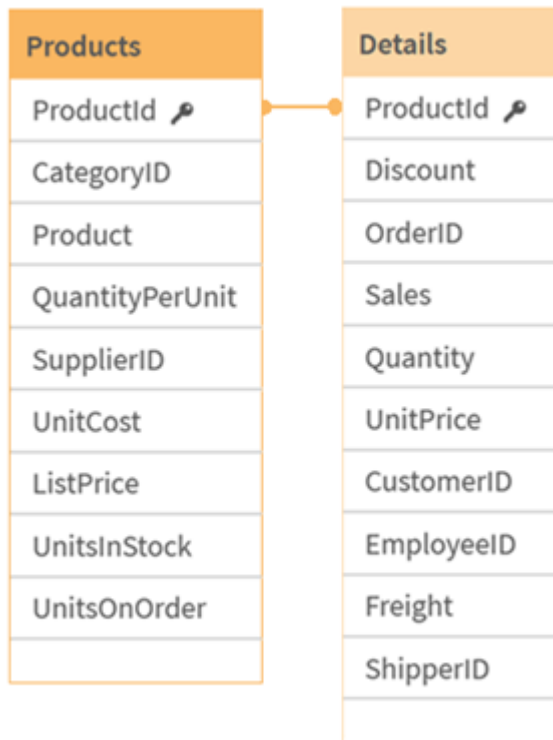 Products
ProductId
CategoryID
Product
QuantityPerUnit
SupplierID
UnitCost
ListPrice
UnitsInStock
UnitsOnOrder
Details
ProductId
Discount
OrderID
Sales
Quantity
UnitPrice
CustomerID
EmployeeID
Freight
ShipperID